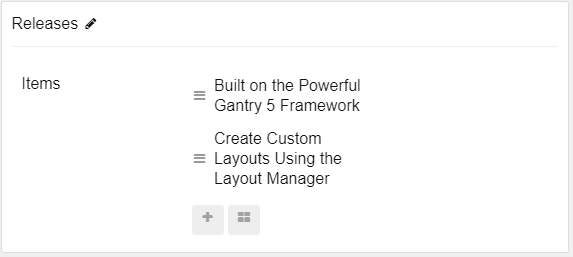 Releases
Items
Built on the Powerful
Gantry 5 Framework
Create Custom
Layouts Using the
Layout Manager